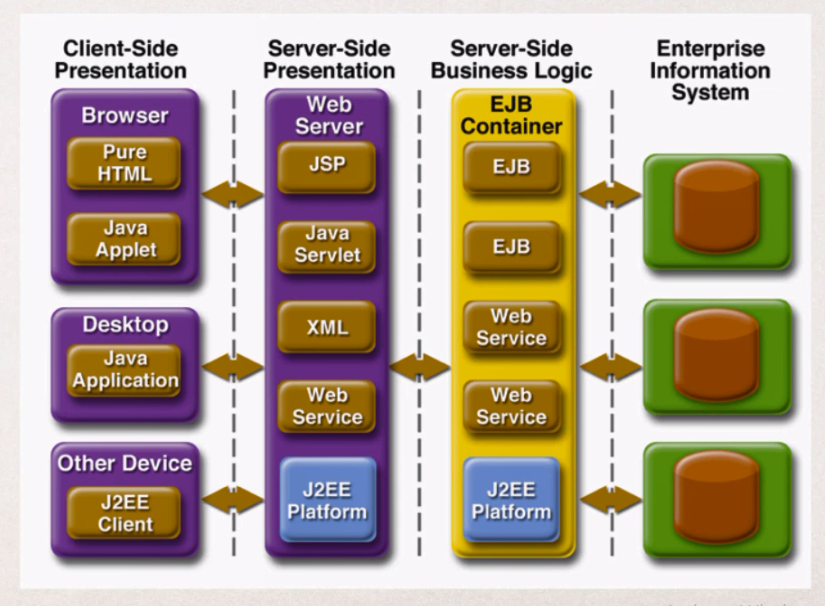 Client-Side
Presentation
Browser
Pure
HTML
Java
Applet
Desktop
Java
Application
Other Device
J2EE
Client
Server-Side
Presentation
Web
Server
JSP
Java
Servlet
XML
Web
Service
J2EE
Platform
Server-Side
Business Logic
EJB
Container
EJB
EJB
Web
Service
Web
Service
J2EE
Platform
Enterprise
Information
System